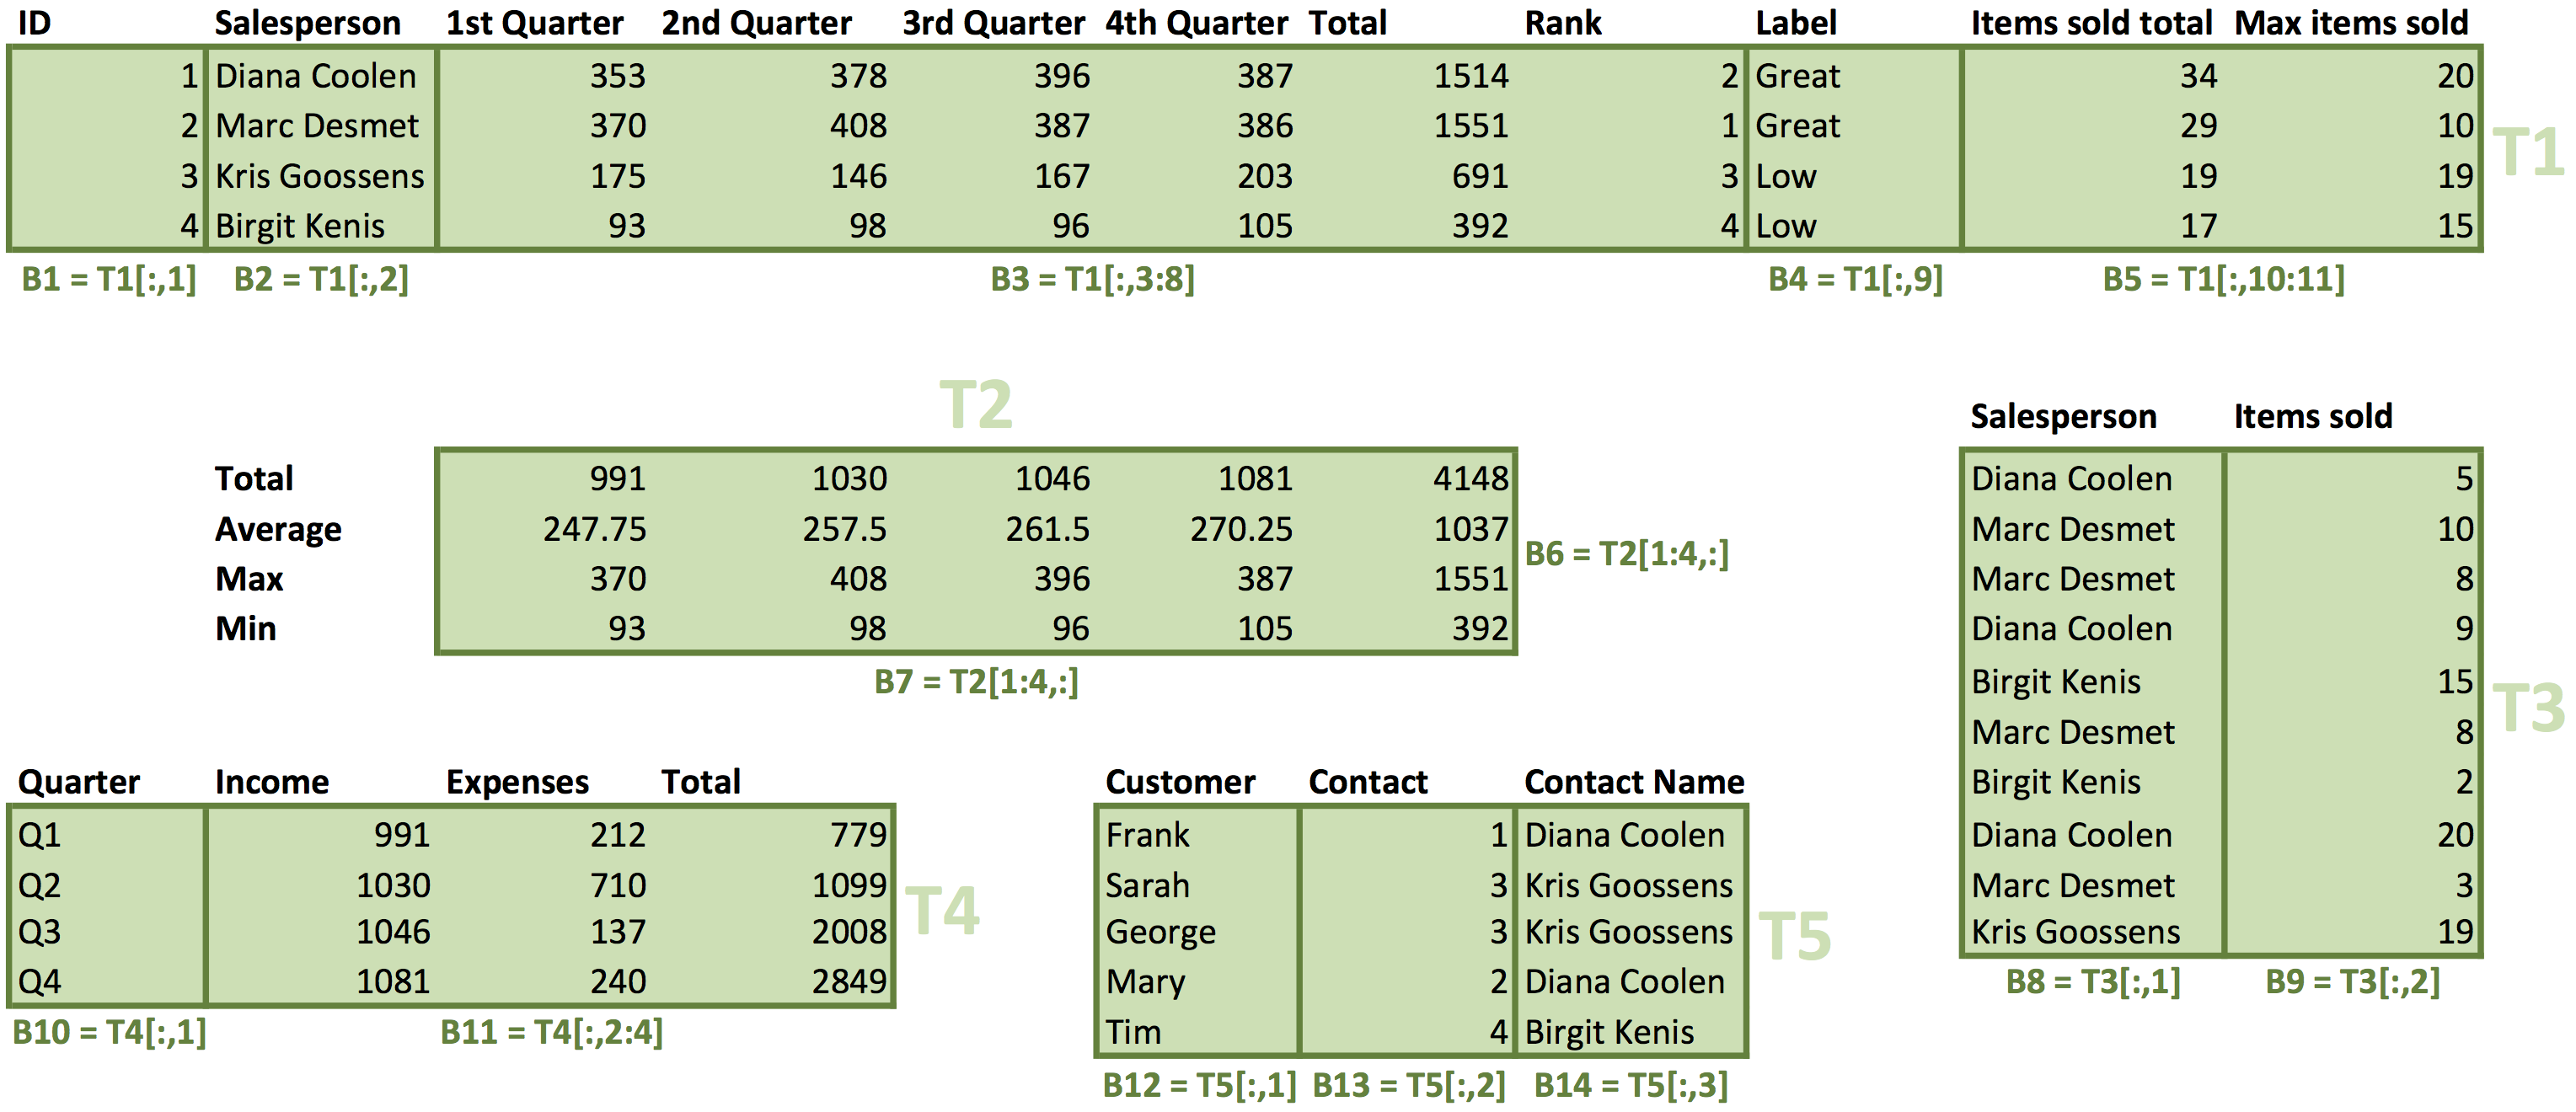 ID Salesperson 1st Quarter 2nd Quarter 3rd Quarter 4th Quarter Total Rank Label Items sold total Max items sold
1 Diana Coolen 353 378 396 387 1514 2 Great 34 20
2 Marc Desmet 370 408 387 386 1551 1 Great 29 10
T1
3 Kris Goossens 175 146 167 203 691 3 Low 19 19
4 Birgit Kenis 93 98 96 105 392 4 Low 17 15
B1 = T1[:,1] B2 = T1[:,2] B3 = T1[:,3:8] B4 = T1[:,9] B5 = T1[:,10:11]
T2
Total 991 1030 1046 1081 4148
Average 247.75 257.5 261.5 270.25 1037
Max 370 408 396 387 1551
Min 93 98 96 105 392
B6 = T2[1:4,:]
B7 = T2[1:4,:]
Salesperson Items sold
Diana Coolen 5
Marc Desmet 10
Marc Desmet 8
Diana Coolen 9
Birgit Kenis 15
Marc Desmet 8
Birgit Kenis 2
Diana Coolen 20
Marc Desmet 3
Kris Goossens 19
T3
B8 = T3[:,1] B9 = T3[:,2]
Quarter Income Expenses Total
Q1 991 212 779
Q2 1030 710 1099
Q3 1046 137 2008
Q4 1081 240 2849
T4
B10 = T4[:,1] B11 = T4[:,2:4]
Customer Contact Contact Name
Frank 1 Diana Coolen
Sarah 3 Kris Goossens
George 3 Kris Goossens
Mary 2 Diana Coolen
Tim 4 Birgit Kenis
T5
B12 = T5[:,1] B13 = T5[:,2] B14 = T5[:,3]